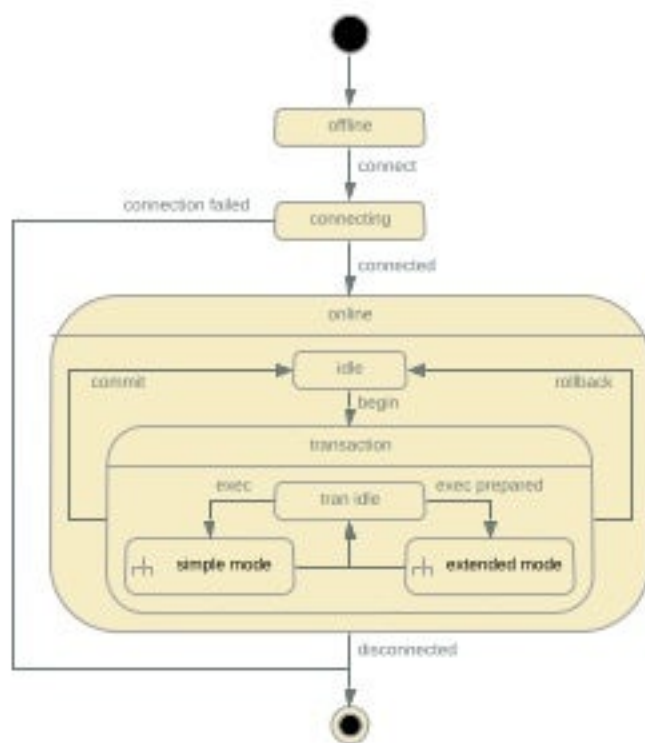 offline
connect
connection failed
connecting
connected
online
idle
commit
rollback
begin
transaction
exec
tran idle
exec prepared
simple mode
extended mode
disconnected